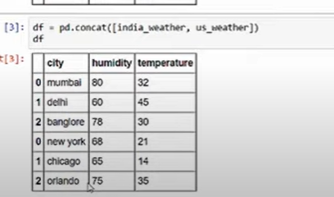 [3]: df = pd.concat([india_weather, us_weather])
df
t[3]:
city humidity temperature
0 mumbai 80 32
1 delhi 60 45
2 banglore 78 30
0 new york 68 21
1 chicago 65 14
2 orlando 75 35